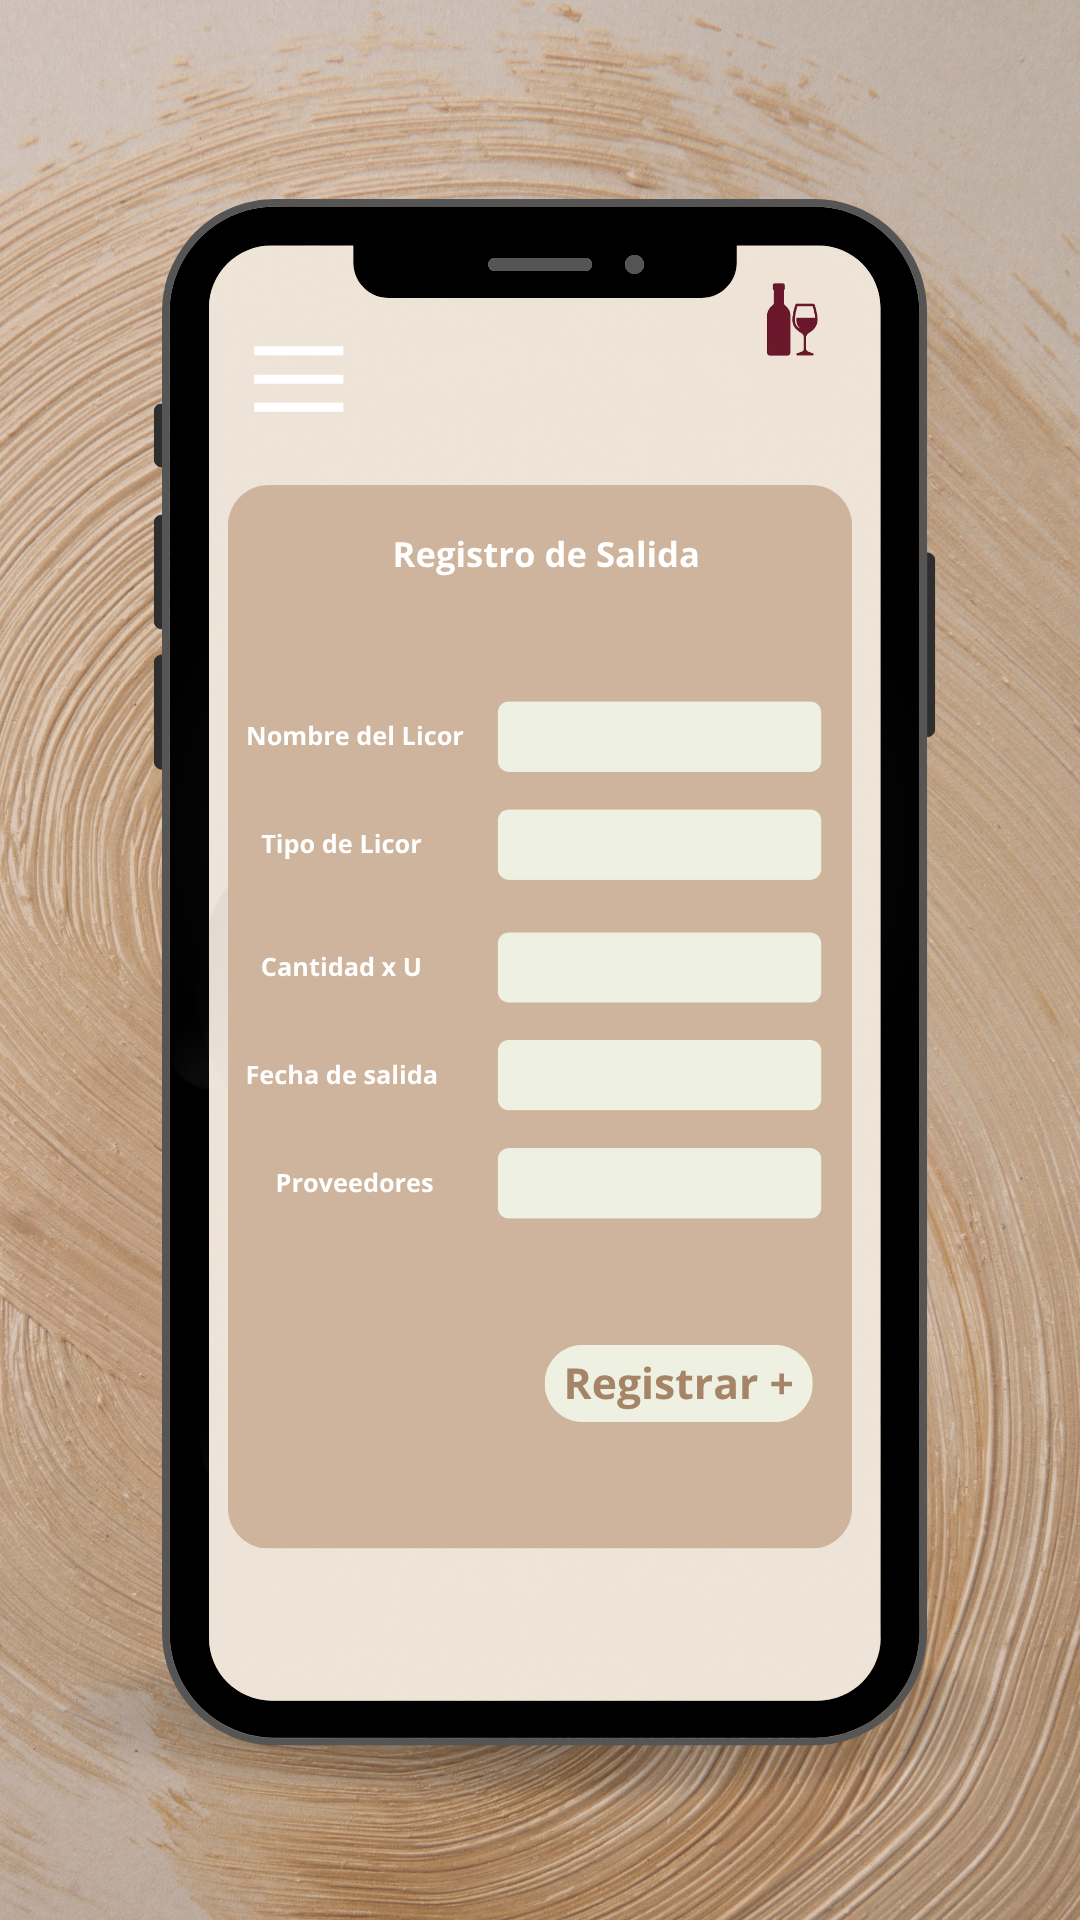 Registro de Salida
Nombre del Licor
Tipo de Licor
Cantidad x U
Fecha de salida
Proveedores
Registrar +